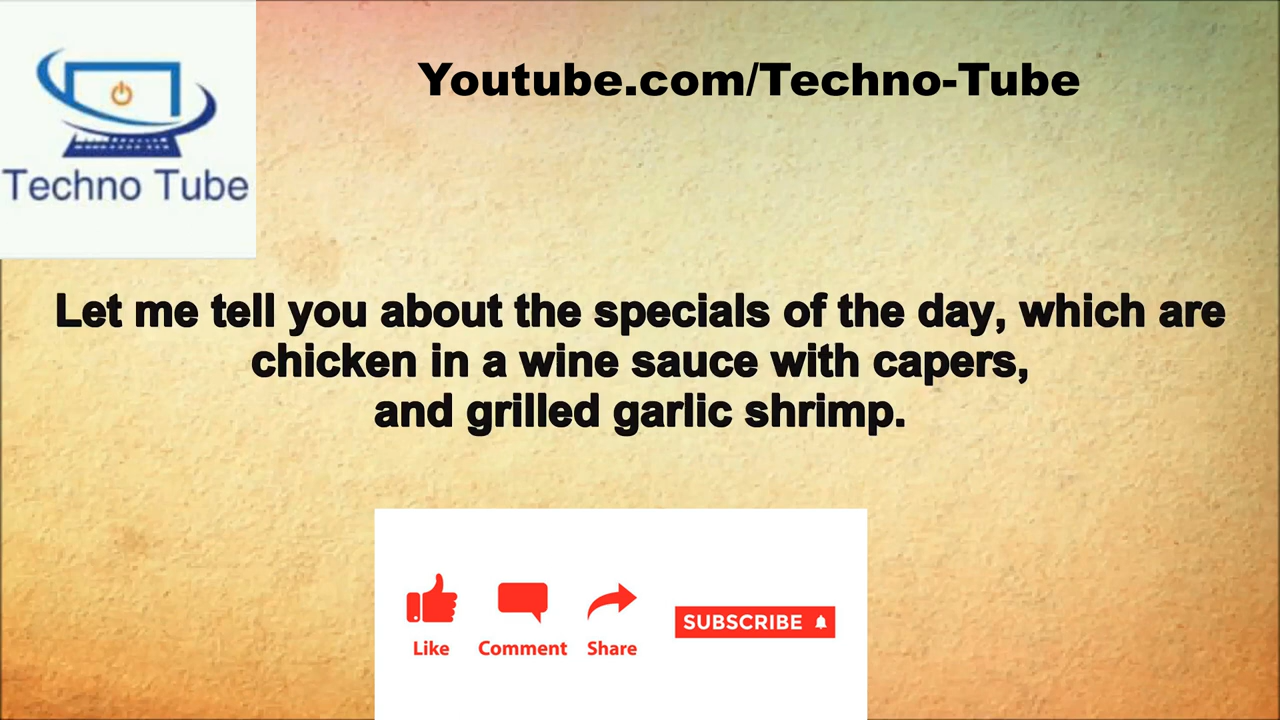 Youtube.com/Techno-Tube
Techno Tube
Let me tell you about the specials of the day, which are
chicken in a wine sauce with capers,
and grilled garlic shrimp.
Like Comment Share SUBSCRIBE